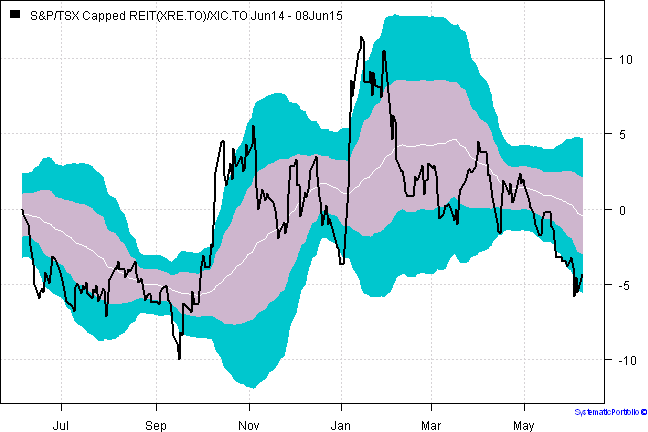 S&P/TSX Capped REIT(XRE.TO)/XIC.TO Jun14 - 08Jun15
10
5
0
-5
-10
Jul Sep Nov Jan Mar May
SystematicPortfolio ©